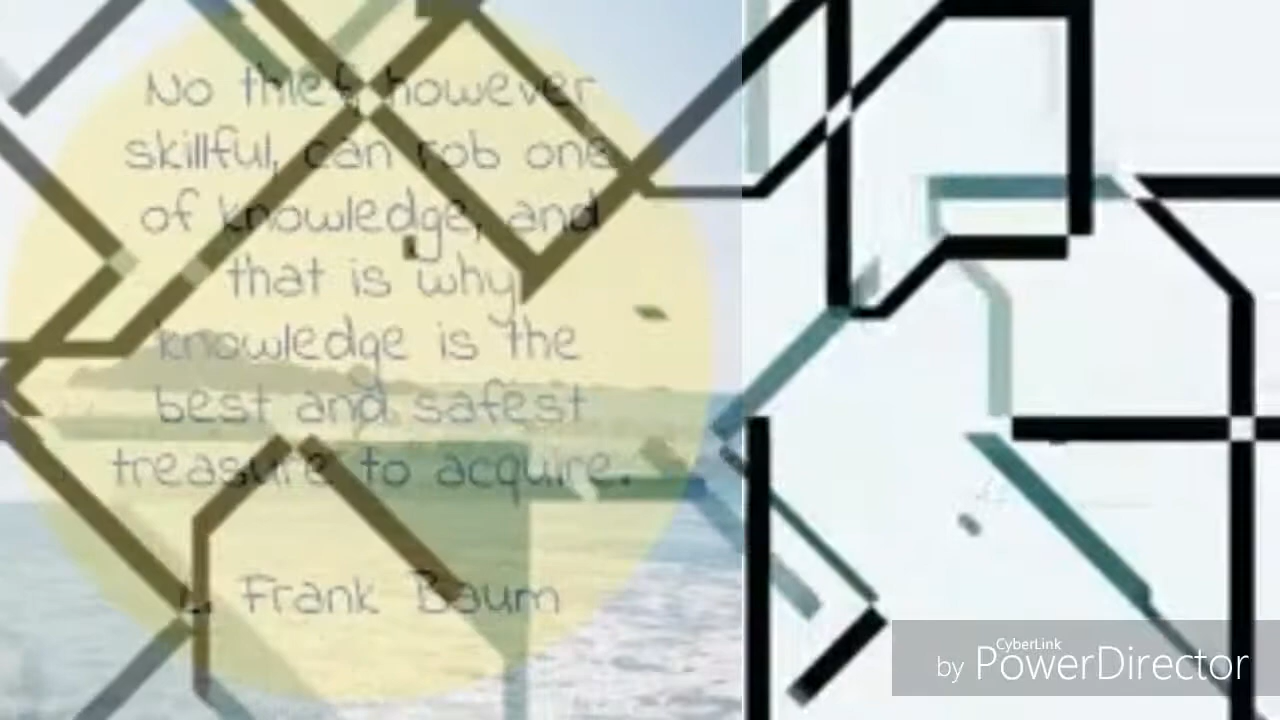 No thief, however
skillful, can rob one
of knowledge, and
that is why
knowledge is the
best and safest
treasure to acquire.
L. Frank Baum
CyberLink
by PowerDirector